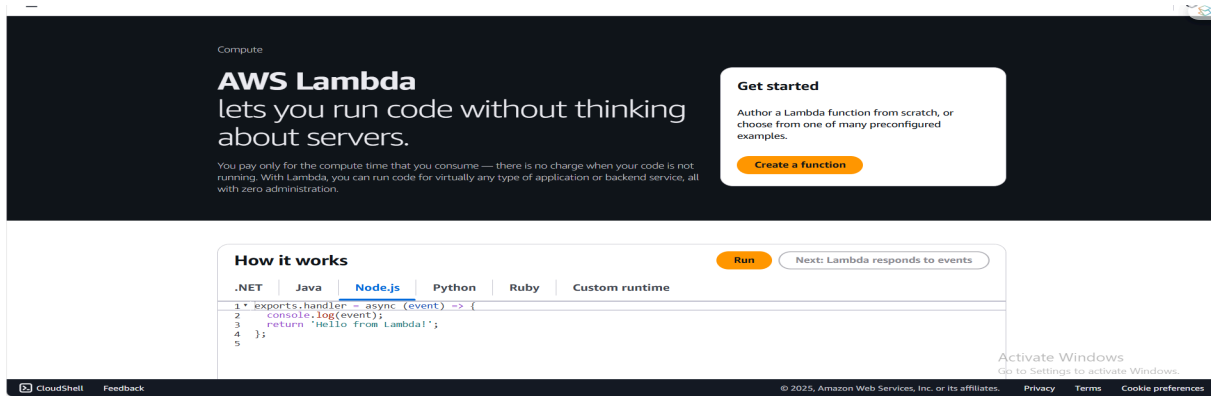 Compute
AWS Lambda
lets you run code without thinking
about servers.
You pay only for the compute time that you consume — there is no charge when your code is not
running. With Lambda, you can run code for virtually any type of application or backend service, all
with zero administration.
Get started
Author a Lambda function from scratch, or
choose from one of many preconfigured
examples.
Create a function
How it works
Run
Next: Lambda responds to events
.NET Java Node.js Python Ruby Custom runtime
1 exports.handler = async (event) => {
2 console.log(event);
3 return 'Hello from Lambda!';
4 };
5
Activate Windows
Go to Settings to activate Windows.
CloudShell Feedback © 2025, Amazon Web Services, Inc. or its affiliates. Privacy Terms Cookie preferences